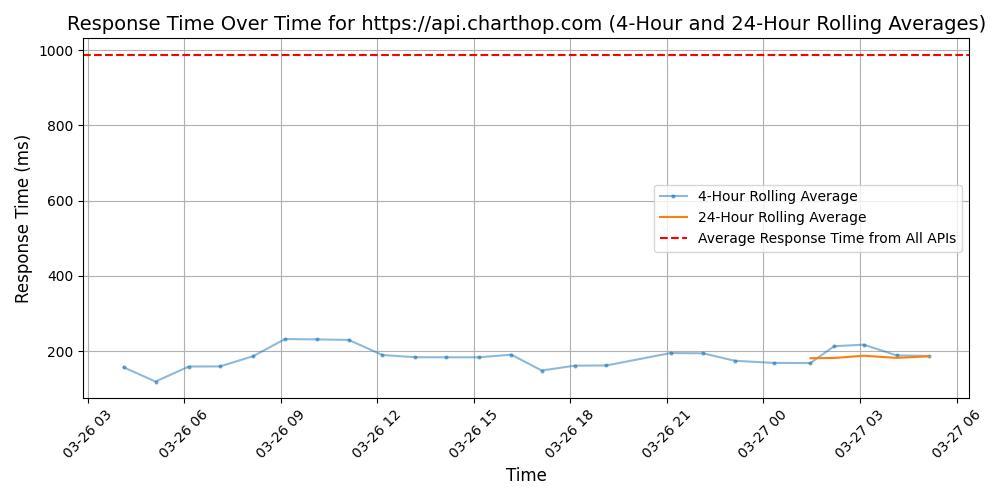 Response Time Over Time for https://api.charthop.com (4-Hour and 24-Hour Rolling Averages)
Response Time (ms)
1000
800
600
400
200
4-Hour Rolling Average
24-Hour Rolling Average
Average Response Time from All APIs
03-26 03
03-26 06
03-26 09
03-26 12
03-26 15
03-26 18
03-26 21
03-27 00
03-27 03
03-27 06
Time